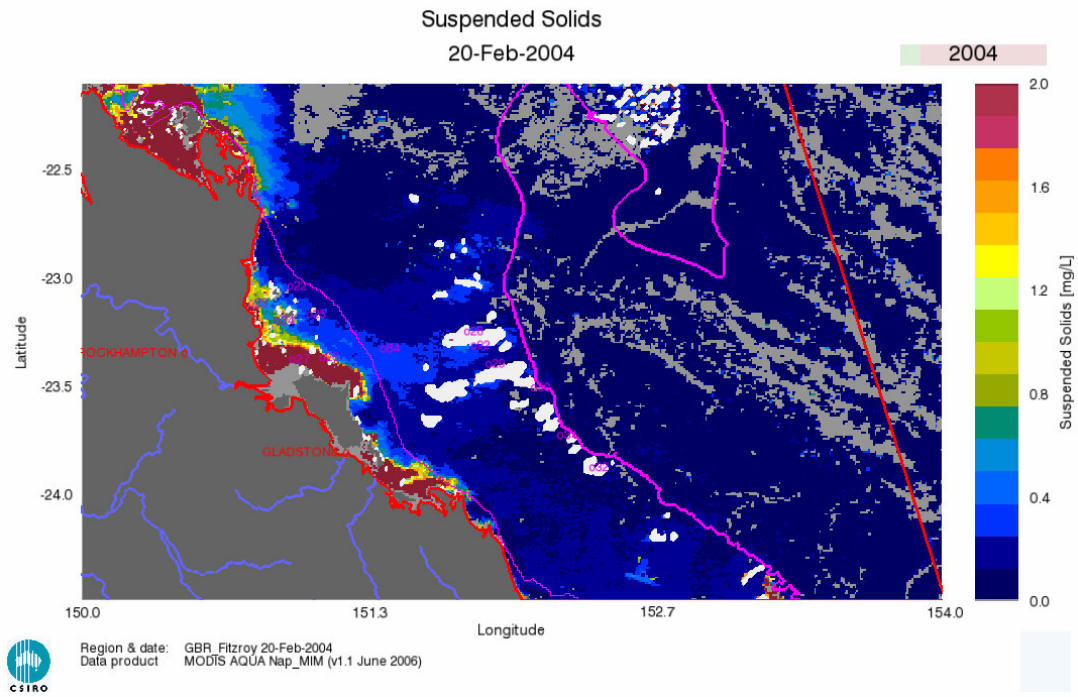 Suspended Solids
20-Feb-2004
2004
2.0
1.6
1.2
0.8
0.4
0.0
Suspended Solids [mg/L]
-22.5
-23.0
-23.5
-24.0
Latitude
ROCKHAMPTON
GLADSTONE
150.0
151.3
152.7
154.0
Longitude
Region & date: GBR_Fitzroy 20-Feb-2004
Data product MODIS AQUA Nap_MIM (v1.1 June 2006)
CSIRO